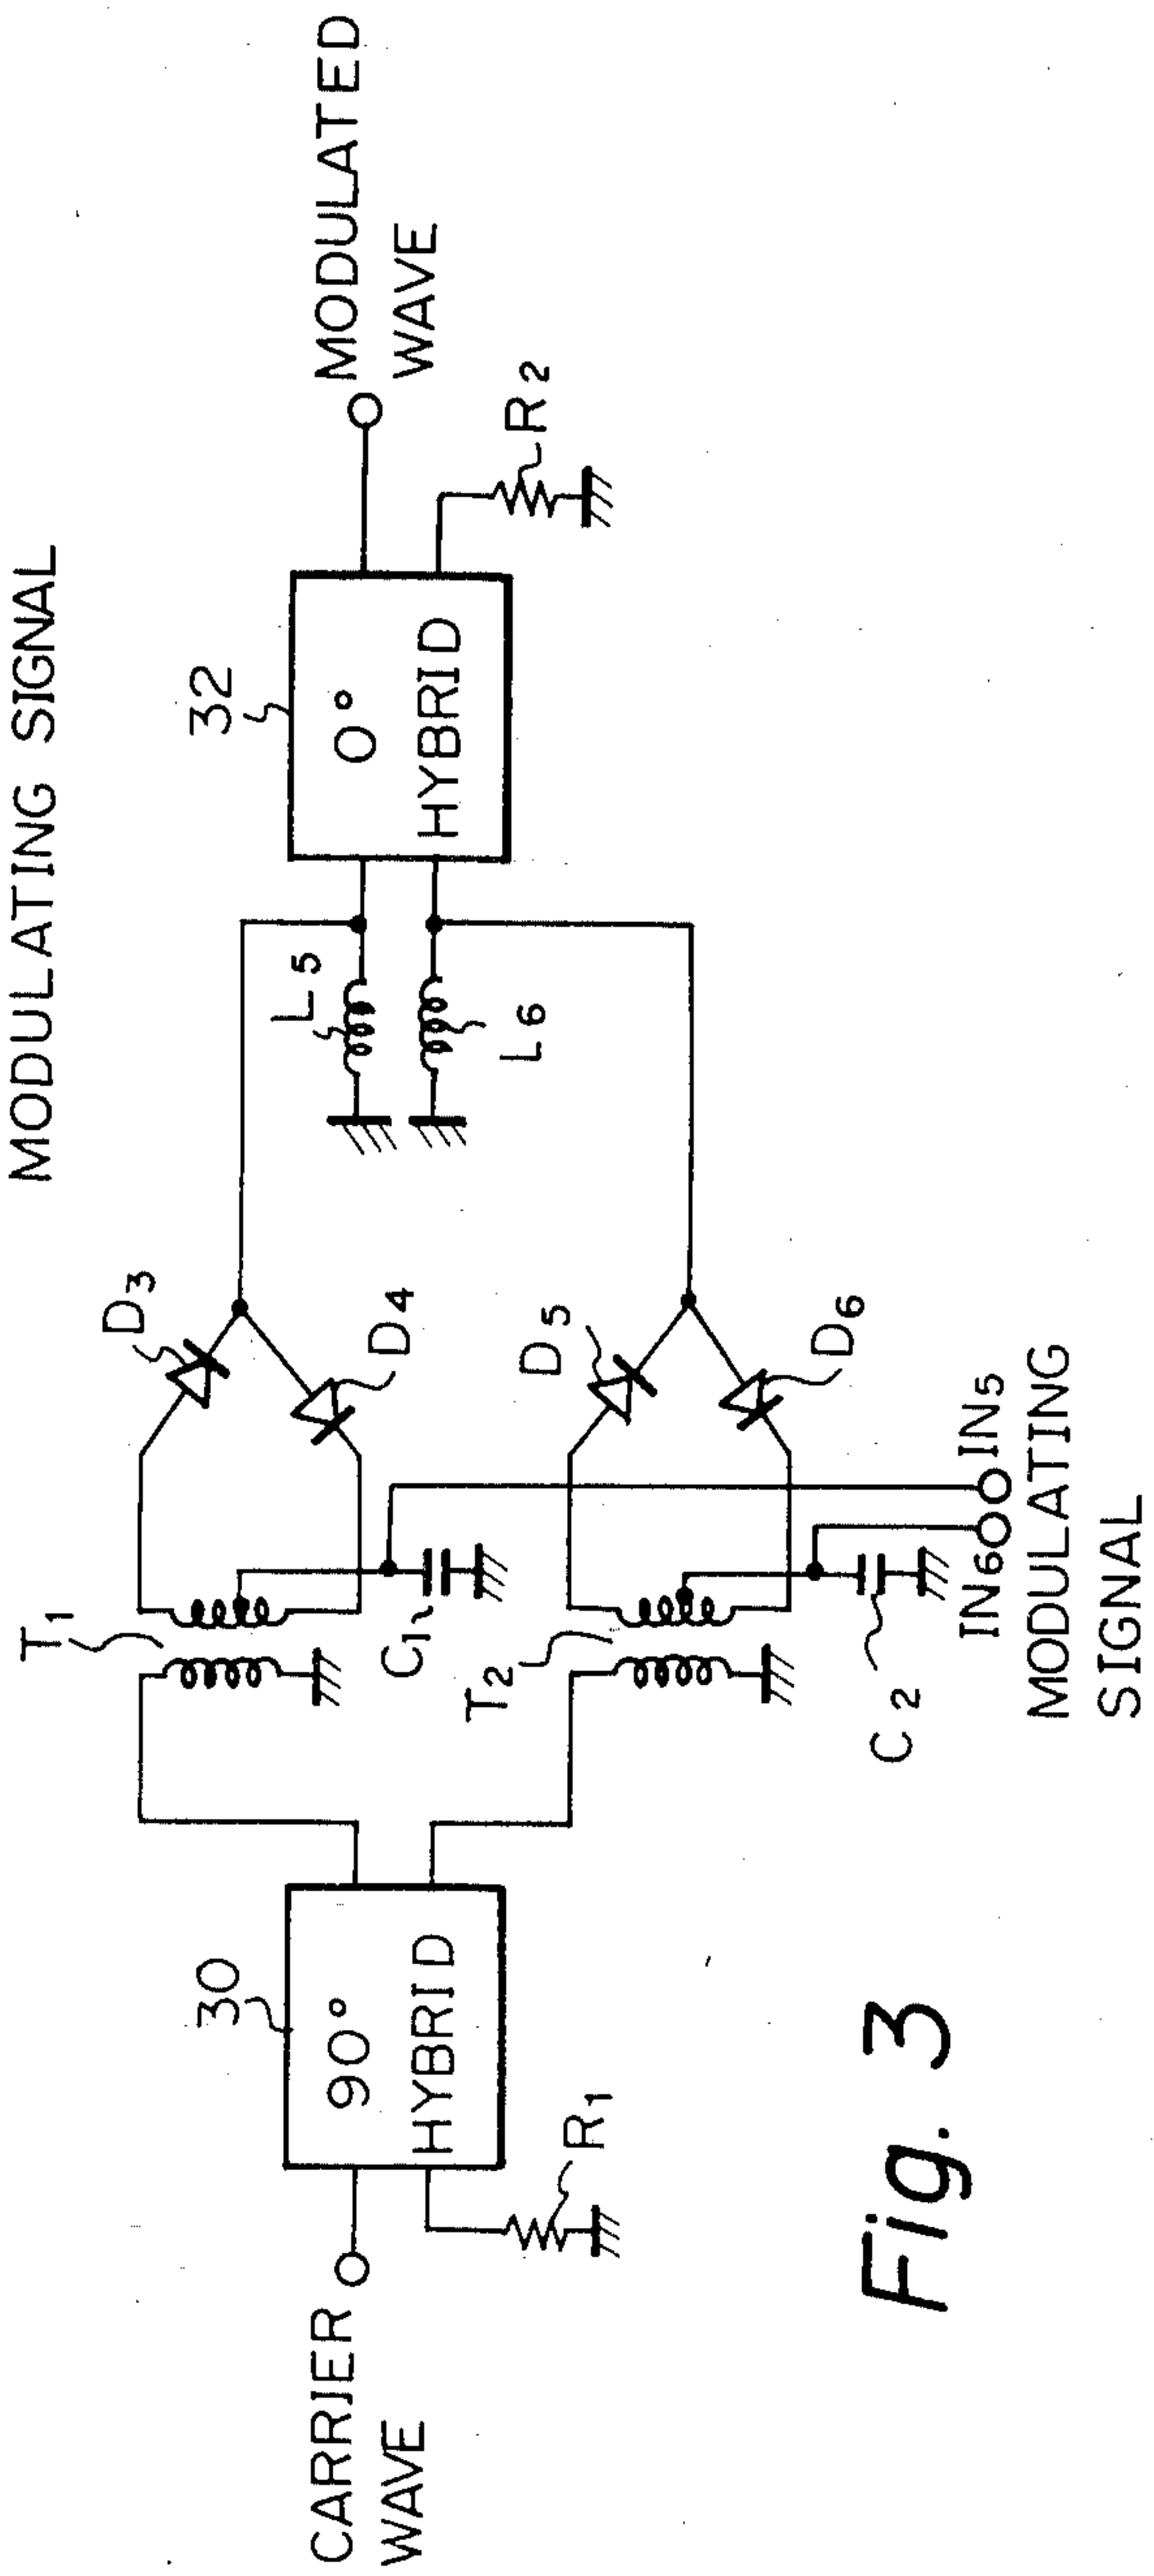 MODULATING SIGNAL
CARRIER
WAVE
30
90°
HYBRID
R1
T1
C1
T2
C2
D3
D4
D5
D6
IN6
IN5
MODULATING
SIGNAL
L5
L6
32
0°
HYBRID
R2
MODULATED
WAVE
Fig. 3